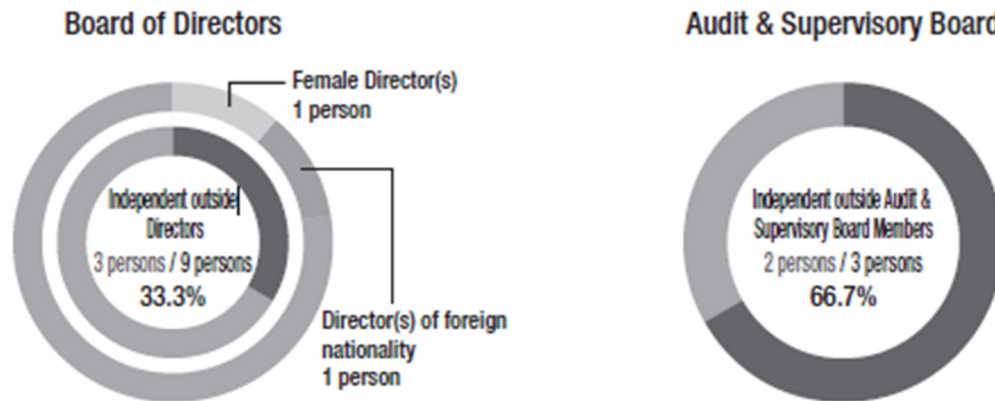 Board of Directors
Female Director(s)
1 person
Independent outside
Directors
3 persons / 9 persons
33.3%
Director(s) of foreign
nationality
1 person
Audit & Supervisory Board
Independent outside Audit &
Supervisory Board Members
2 persons / 3 persons
66.7%